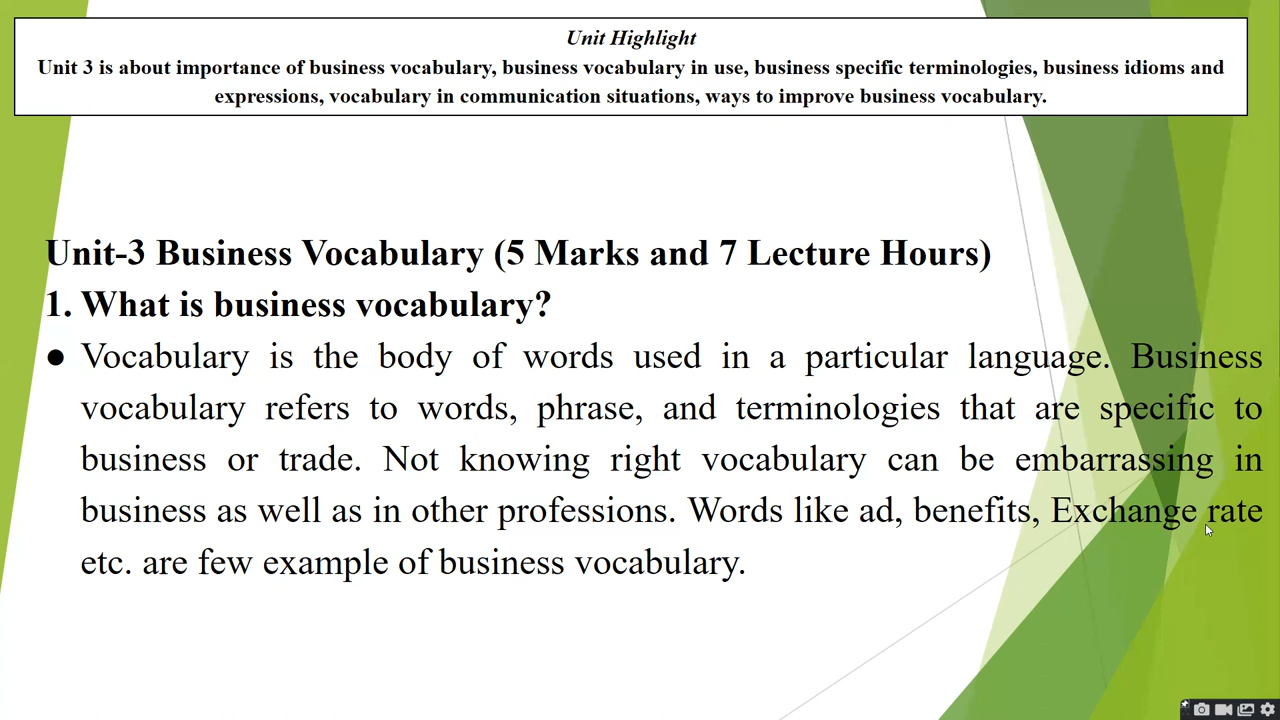 Unit Highlight
Unit 3 is about importance of business vocabulary, business vocabulary in use, business specific terminologies, business idioms and
expressions, vocabulary in communication situations, ways to improve business vocabulary.
Unit-3 Business Vocabulary (5 Marks and 7 Lecture Hours)
1. What is business vocabulary?
● Vocabulary is the body of words used in a particular language. Business
vocabulary refers to words, phrase, and terminologies that are specific to
business or trade. Not knowing right vocabulary can be embarrassing in
business as well as in other professions. Words like ad, benefits, Exchange rate
etc. are few example of business vocabulary.